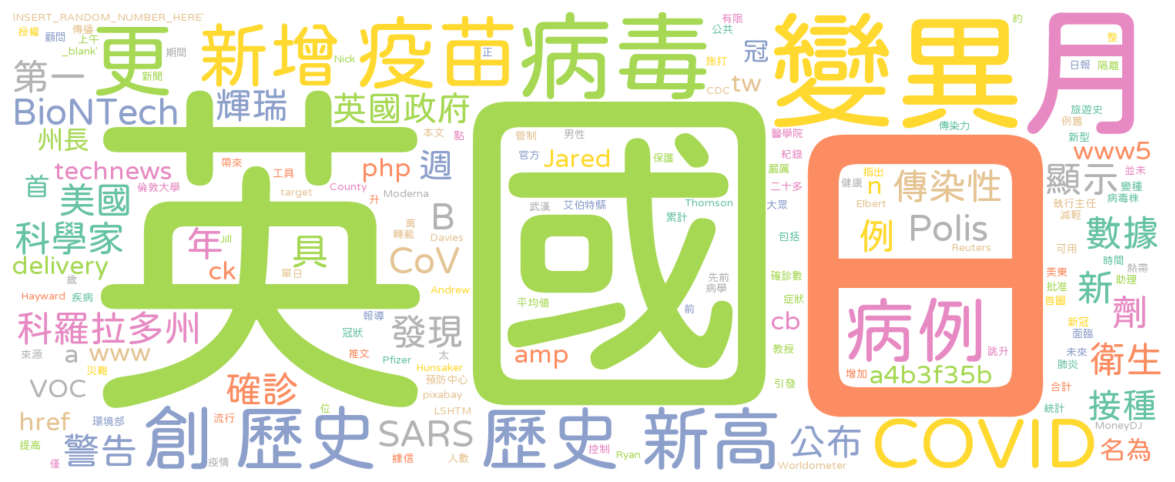 INSERT_RANDOM_NUMBER_HERE'
授權
顧問
傳播
_blank'
上午
新聞
期間
更
新增
疫苗
Nick
正
病毒
有限
公共
施打
CDC
冠
tw
變異
月
約
整
日報
隔離
第一
BioNTech
輝瑞
英國政府
旅遊史
例舊
新型
傳染力
州長
technews
首
美國
倫敦大學
帶來
工具
php
週
本文
點
target
County
Moderna
升
英
國
管制
男性
官方
Jared
保護
武漢
艾伯特蘇
累計
Thomson
醫學院
紀錄
嚴厲
二十多
大眾
包括
日
健康
指出
n
傳染性
Elbert
例
Polis
Reuters
www5
顯示
並未
變種
病毒株
執行主任
減輕
可用
數據
科學家
delivery
年
Jill
具
萬
轉載
B
Davies
ck
單日
CoV
歲
Hayward
疾病
Andrew
平均值
先前
病學
前
確診數
症狀
病例
跳升
增加
a4b3f35b
時間
美東
熱帶
批准
助理
首圖
新
劑
新冠
面臨
科羅拉多州
報導
冠狀
發現
cb
教授
來源
a
www
推文
Pfizer
太
Hunsaker
amp
未來
肺炎
衛生
災難
VOC
確診
預防中心
pixabay
引發
合計
href
環境部
流行
位
LSHTM
統計
接種
MoneyDJ
提高
僅
警告
疫情
創
歷史
據信
SARS
人數
歷史
控制
Ryan
新高
公布
Worldometer
COVID
名為